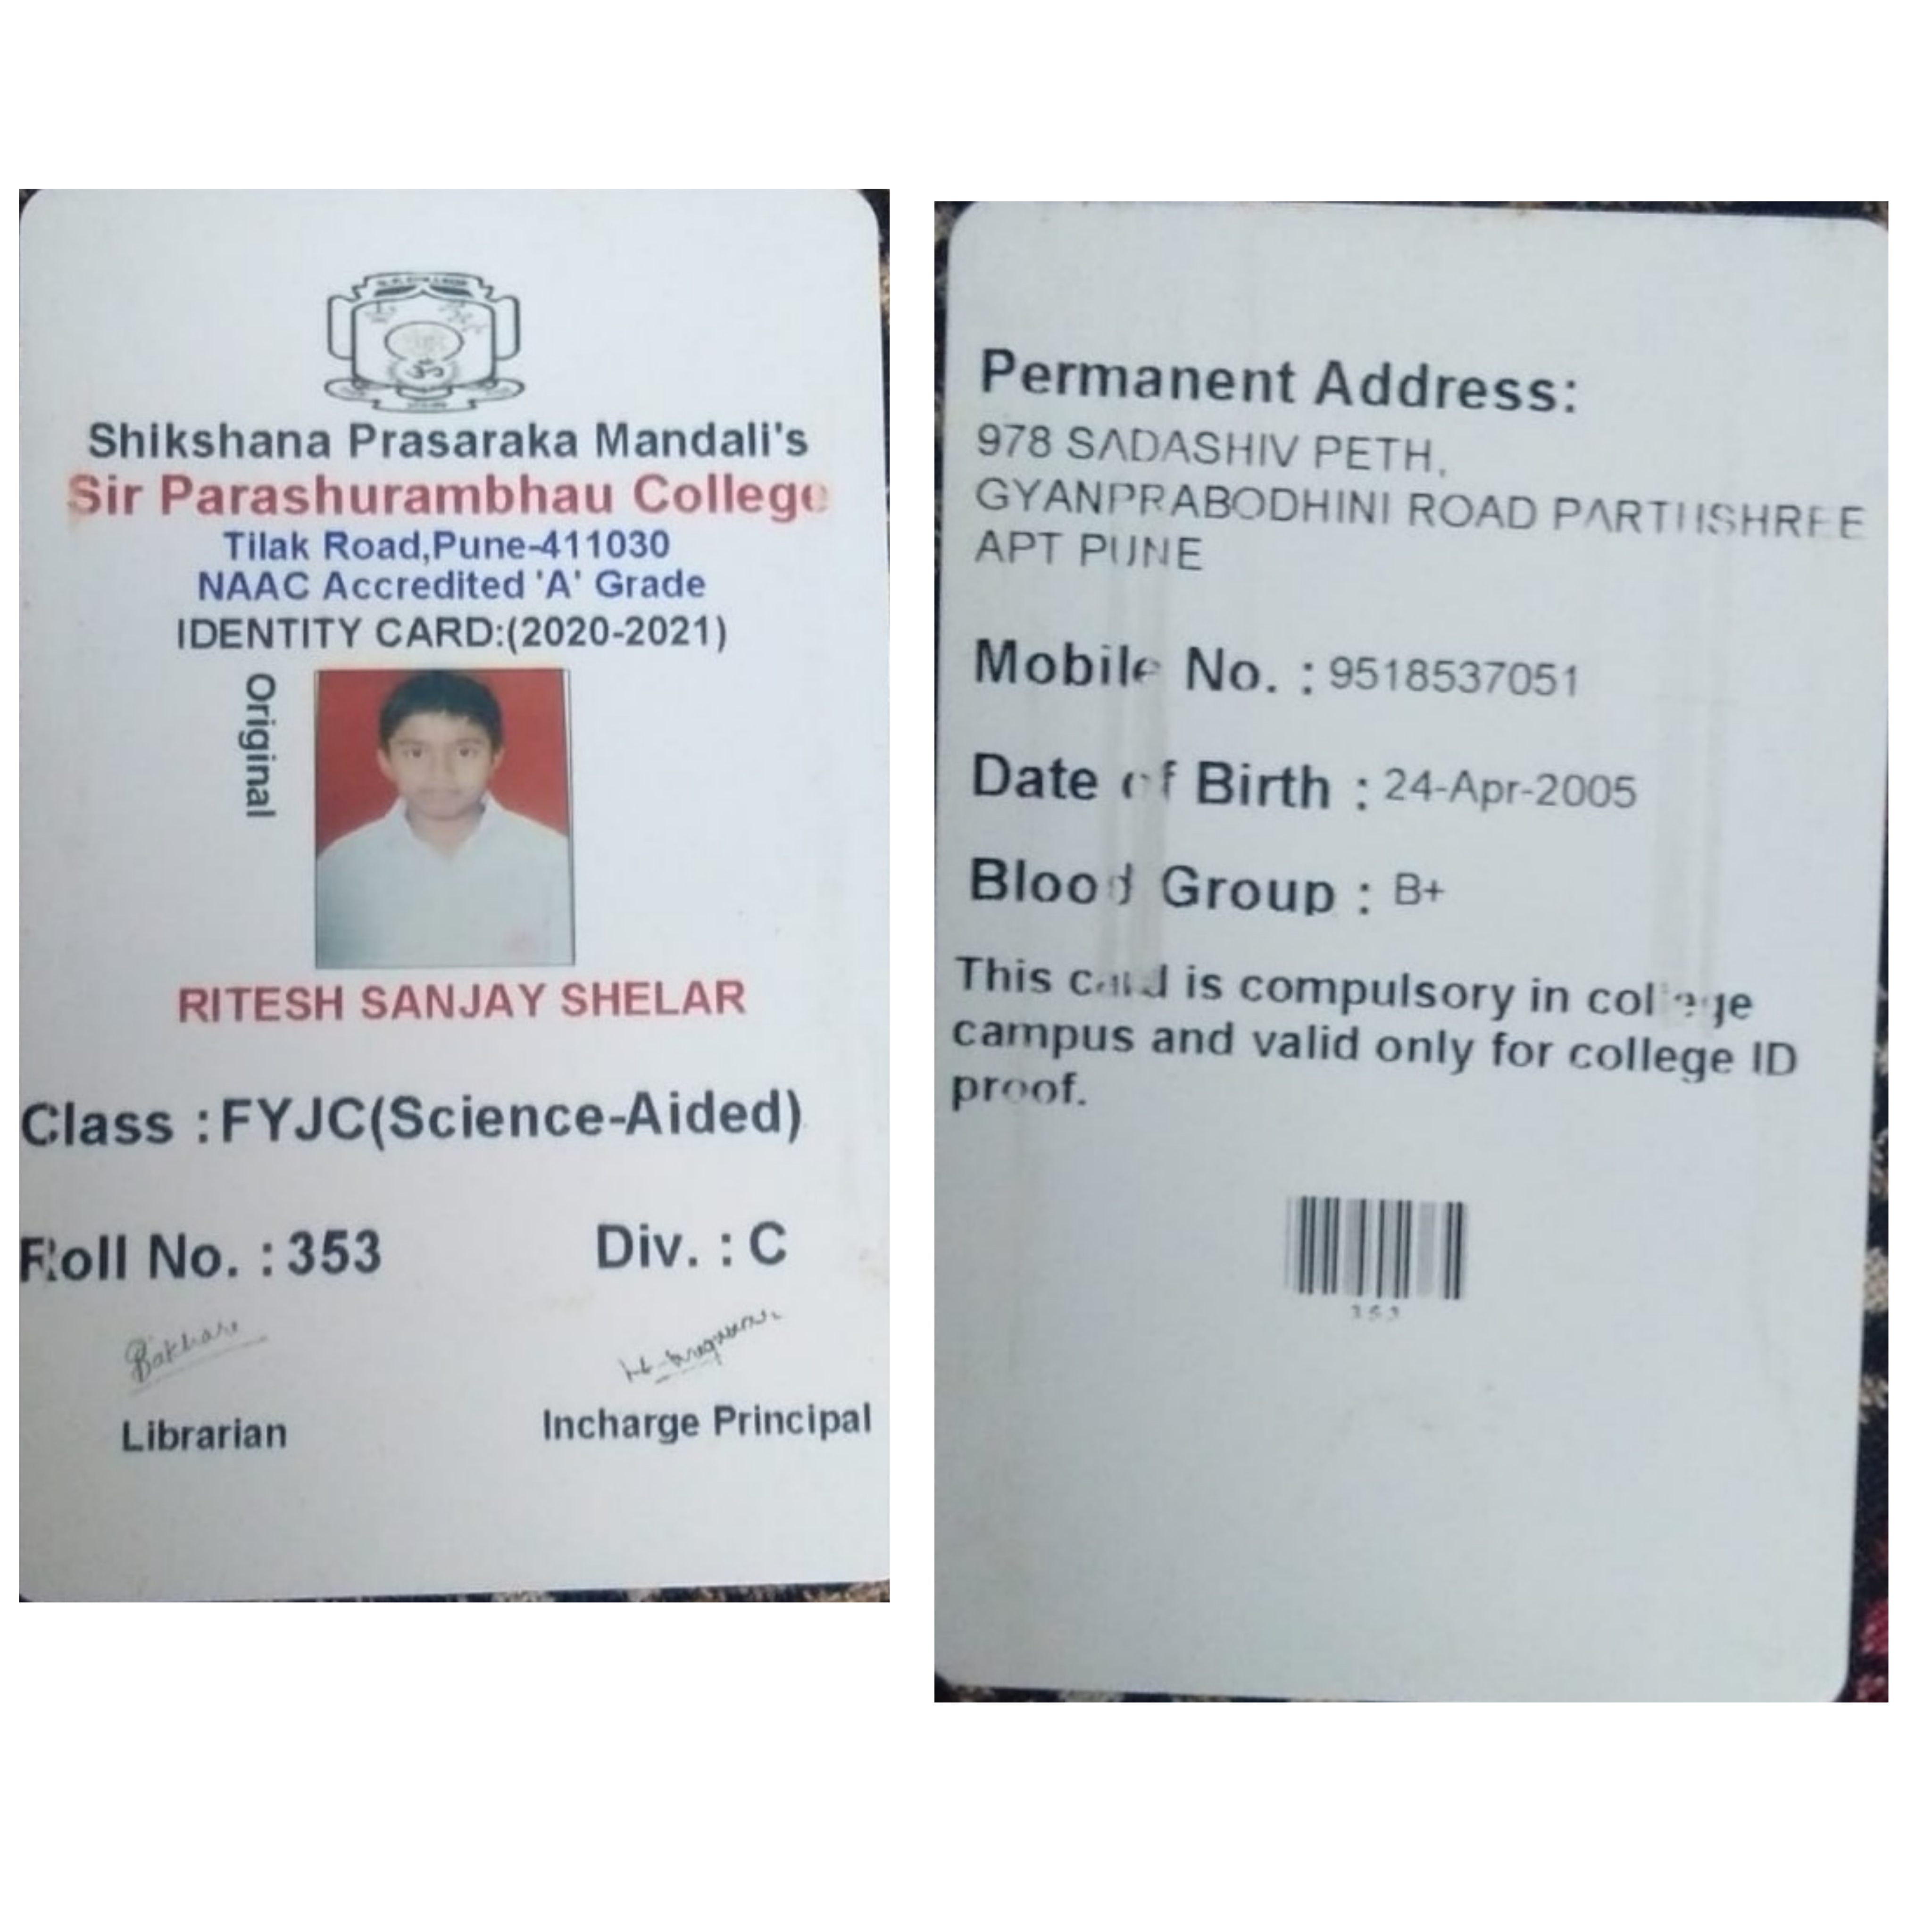 Shikshana Prasaraka Mandali's
Sir Parashurambhau College
Tilak Road,Pune-411030
NAAC Accredited 'A' Grade
IDENTITY CARD:(2020-2021)
Original
RITESH SANJAY SHELAR
Class : FYJC(Science-Aided)
Roll No. : 353 Div. : C
Librarian Incharge Principal
Permanent Address:
978 SADASHIV PETH,
GYANPRABODHINI ROAD PARTHSHREE
APT PUNE
Mobile No. : 9518537051
Date of Birth : 24-Apr-2005
Blood Group : B+
This card is compulsory in college
campus and valid only for college ID
proof.
353